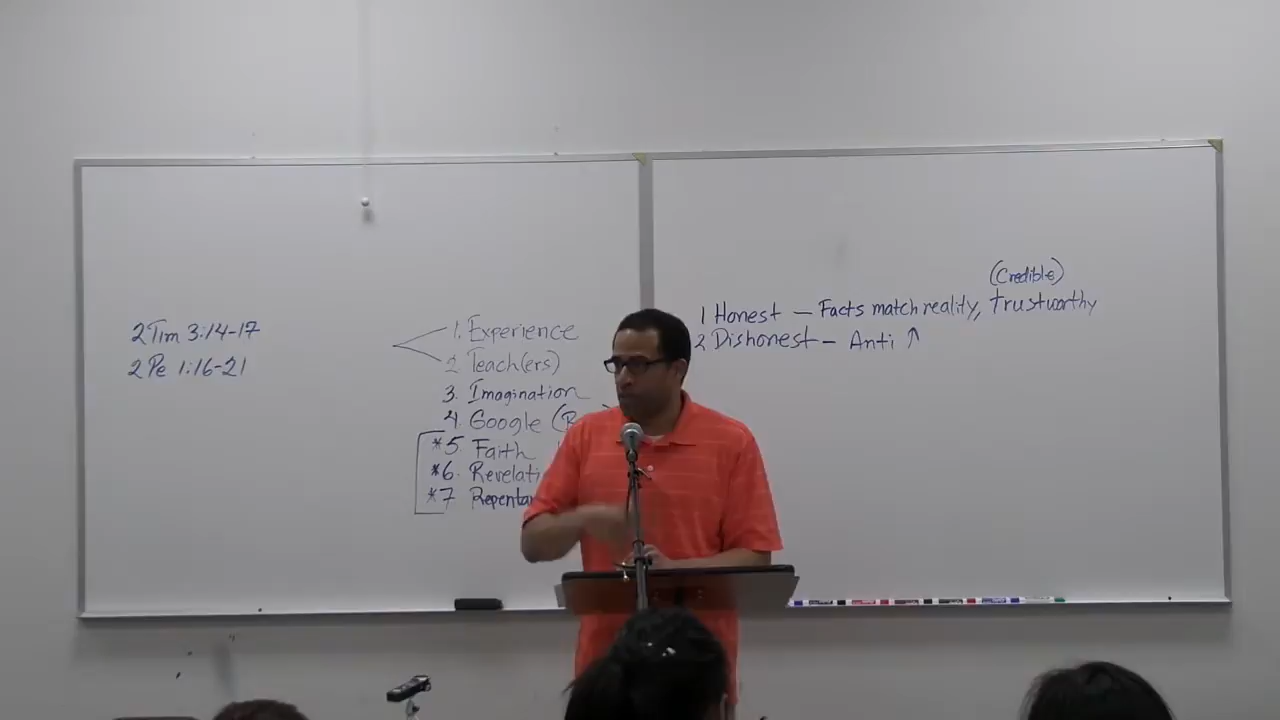 2 Tim 3:14-17
2 Pe 1:16-21
1. Experience
2 Teach(ers)
3. Imagination
4. Google
*5. Faith
*6. Revelati
*7 Repentan
(Credible)
1 Honest — Facts match reality, trustworthy
2 Dishonest — Anti ↑